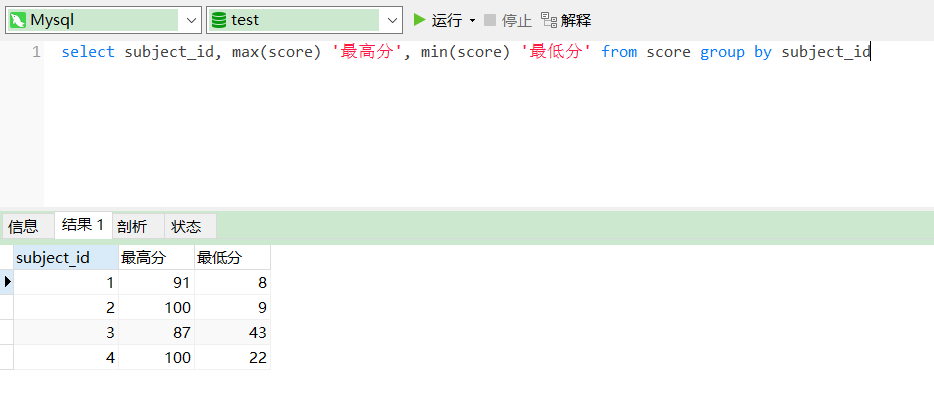 Mysql test 运行 停止 解释
1 select subject_id, max(score) '最高分', min(score) '最低分' from score group by subject_id
信息 结果 1 剖析 状态
subject_id 最高分 最低分
1 91 8
2 100 9
3 87 43
4 100 22